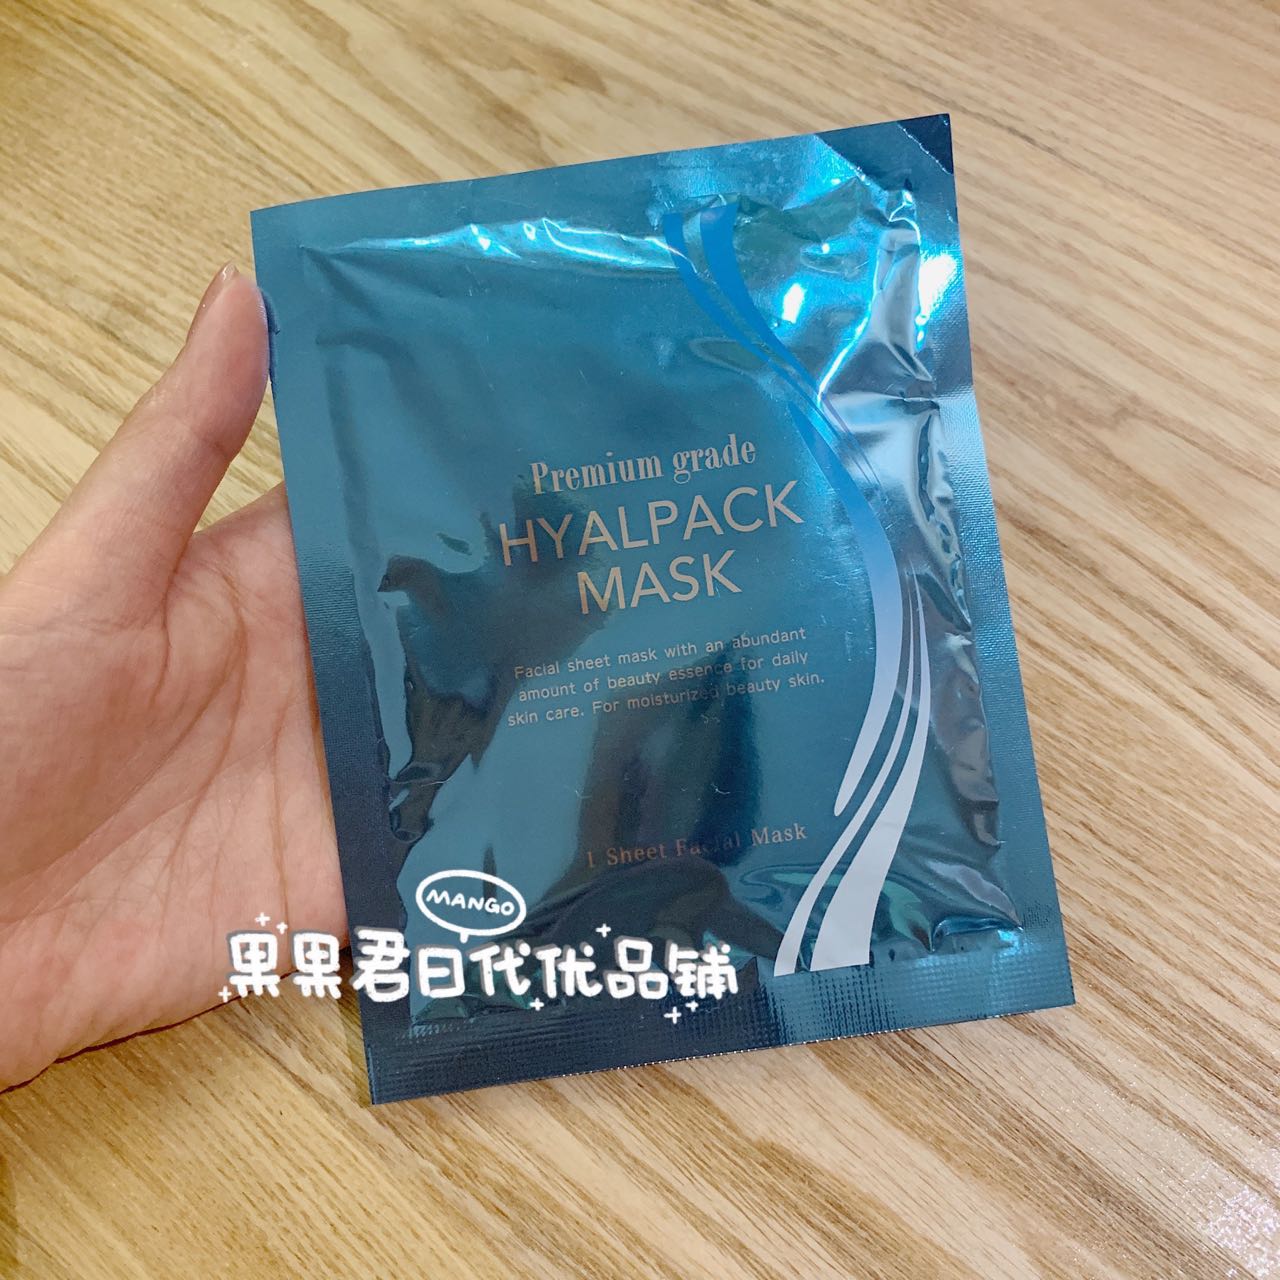 Premium grade
HYALPACK
MASK
Facial sheet mask with an abundant
amount of beauty essence for daily
skin care. For moisturized beauty skin.
1 Sheet Facial Mask
MANGO
果果君日代优品铺